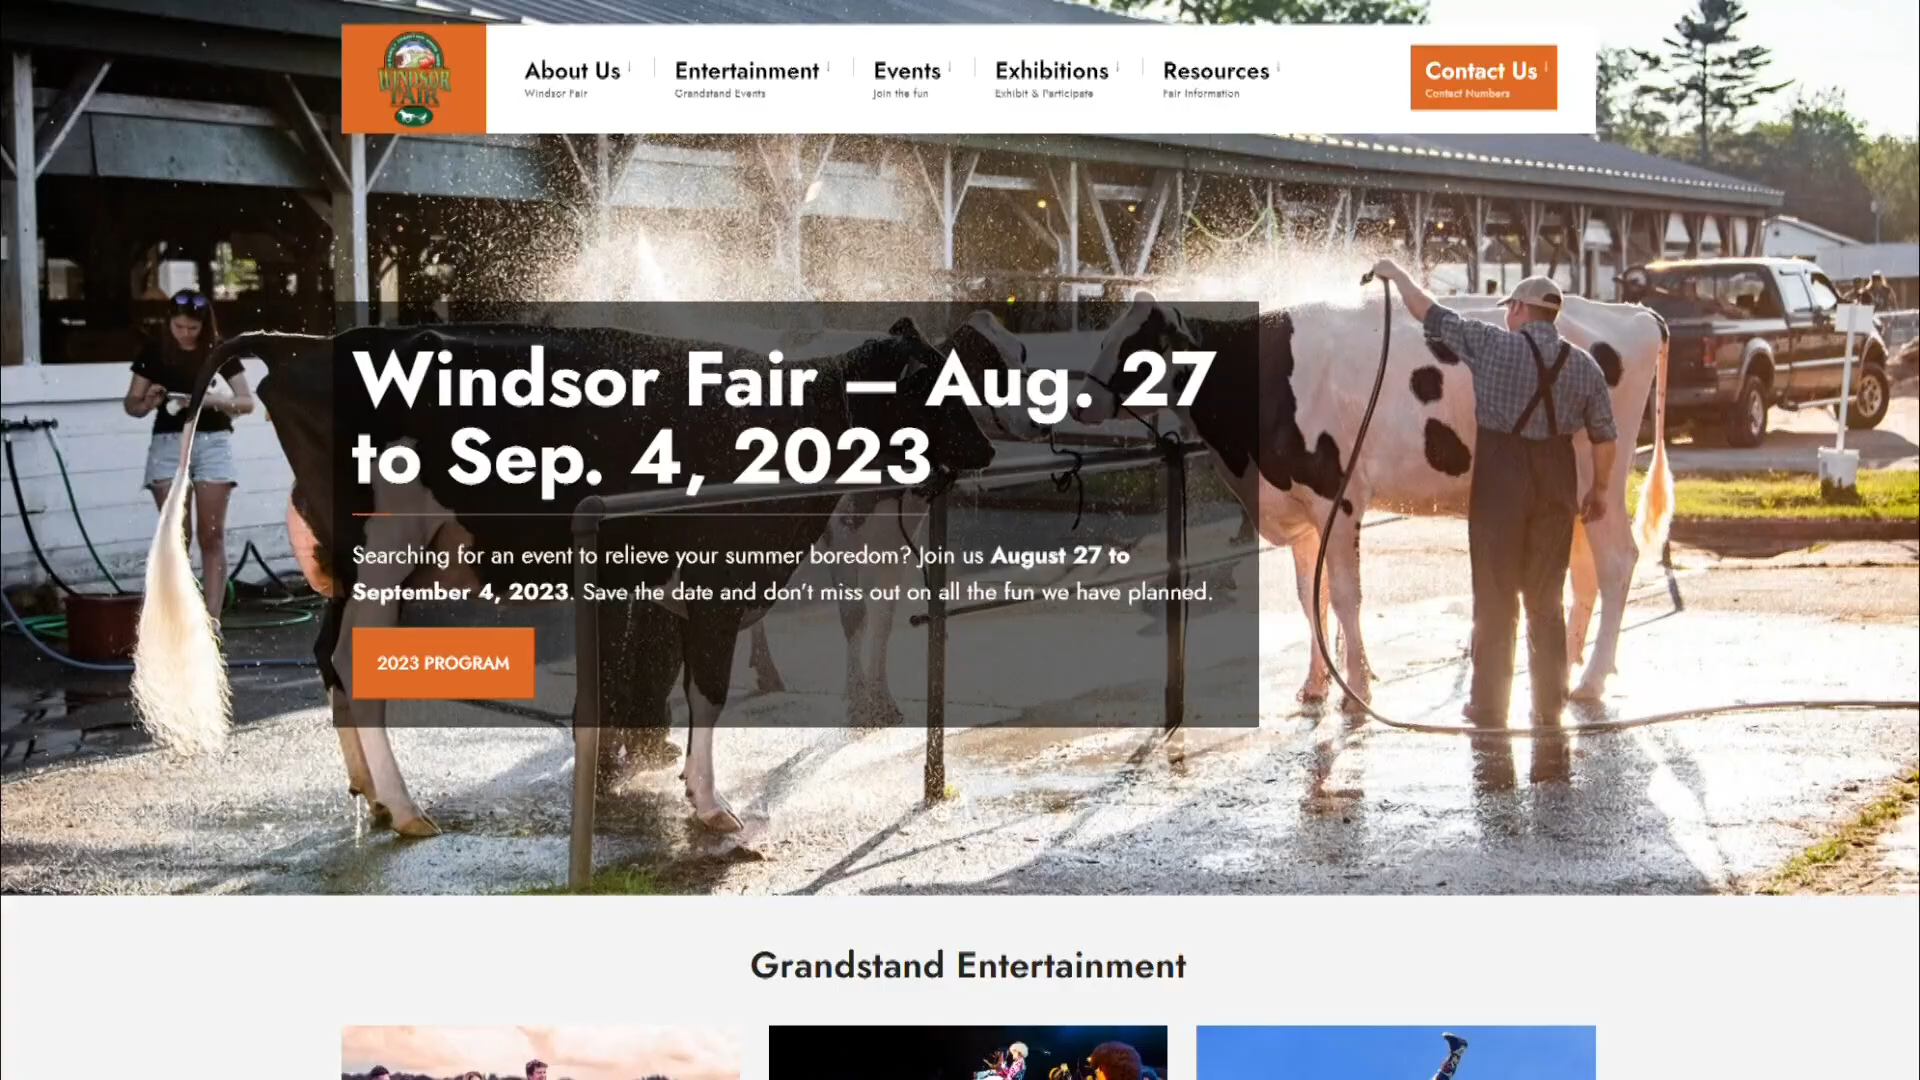 WINDSOR
FAIR
About Us
Windsor Fair
Entertainment
Grandstand Events
Events
Join the fun
Exhibitions
Exhibit & Participate
Resources
Fair Information
Contact Us
Contact Numbers
Windsor Fair – Aug. 27
to Sep. 4, 2023
Searching for an event to relieve your summer boredom? Join us August 27 to
September 4, 2023. Save the date and don't miss out on all the fun we have planned.
2023 PROGRAM
Grandstand Entertainment